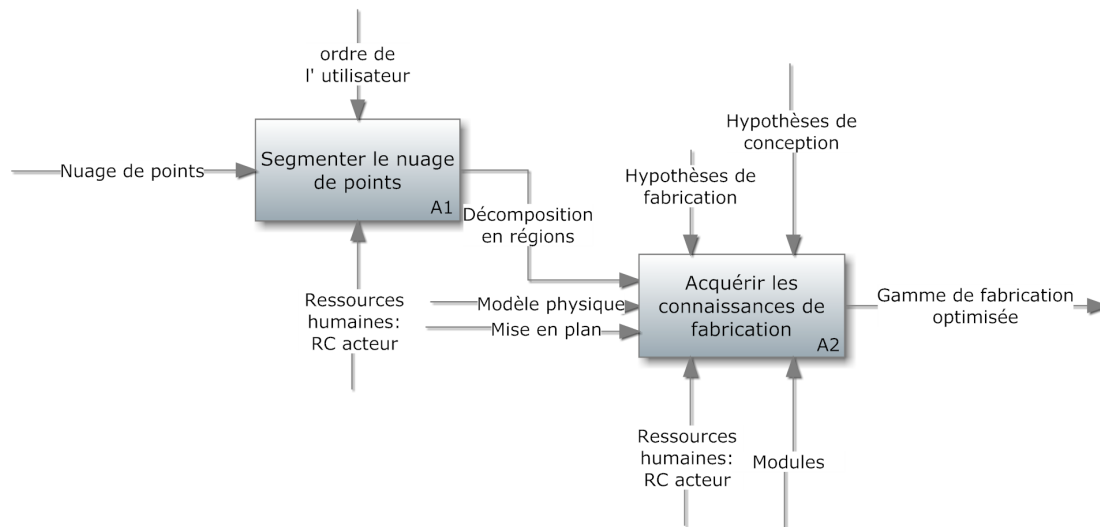 ordre de
l' utilisateur
Nuage de points
Segmenter le nuage
de points
A1
Ressources
humaines:
RC acteur
Décomposition
en régions
Hypothèses de
fabrication
Hypothèses de
conception
Modèle physique
Mise en plan
Acquérir les
connaissances de
fabrication
A2
Gamme de fabrication
optimisée
Ressources
humaines:
RC acteur
Modules